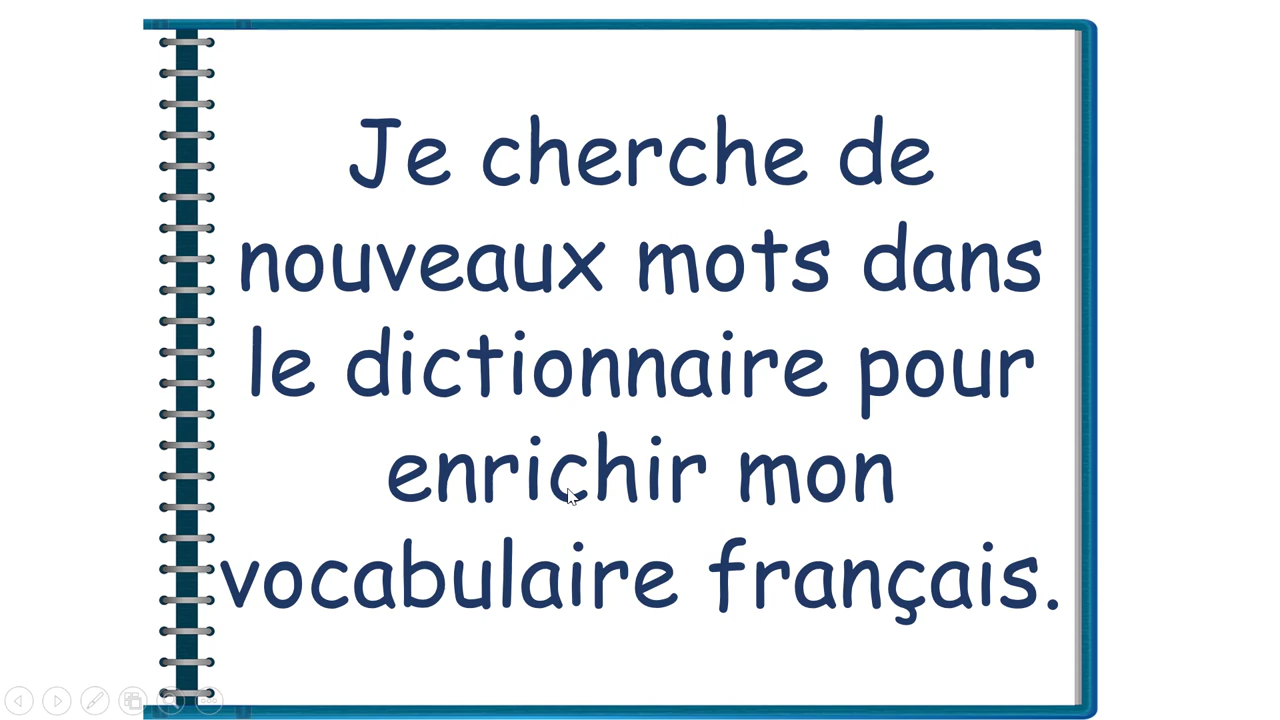 Je cherche de
nouveaux mots dans
le dictionnaire pour
enrichir mon
vocabulaire français.